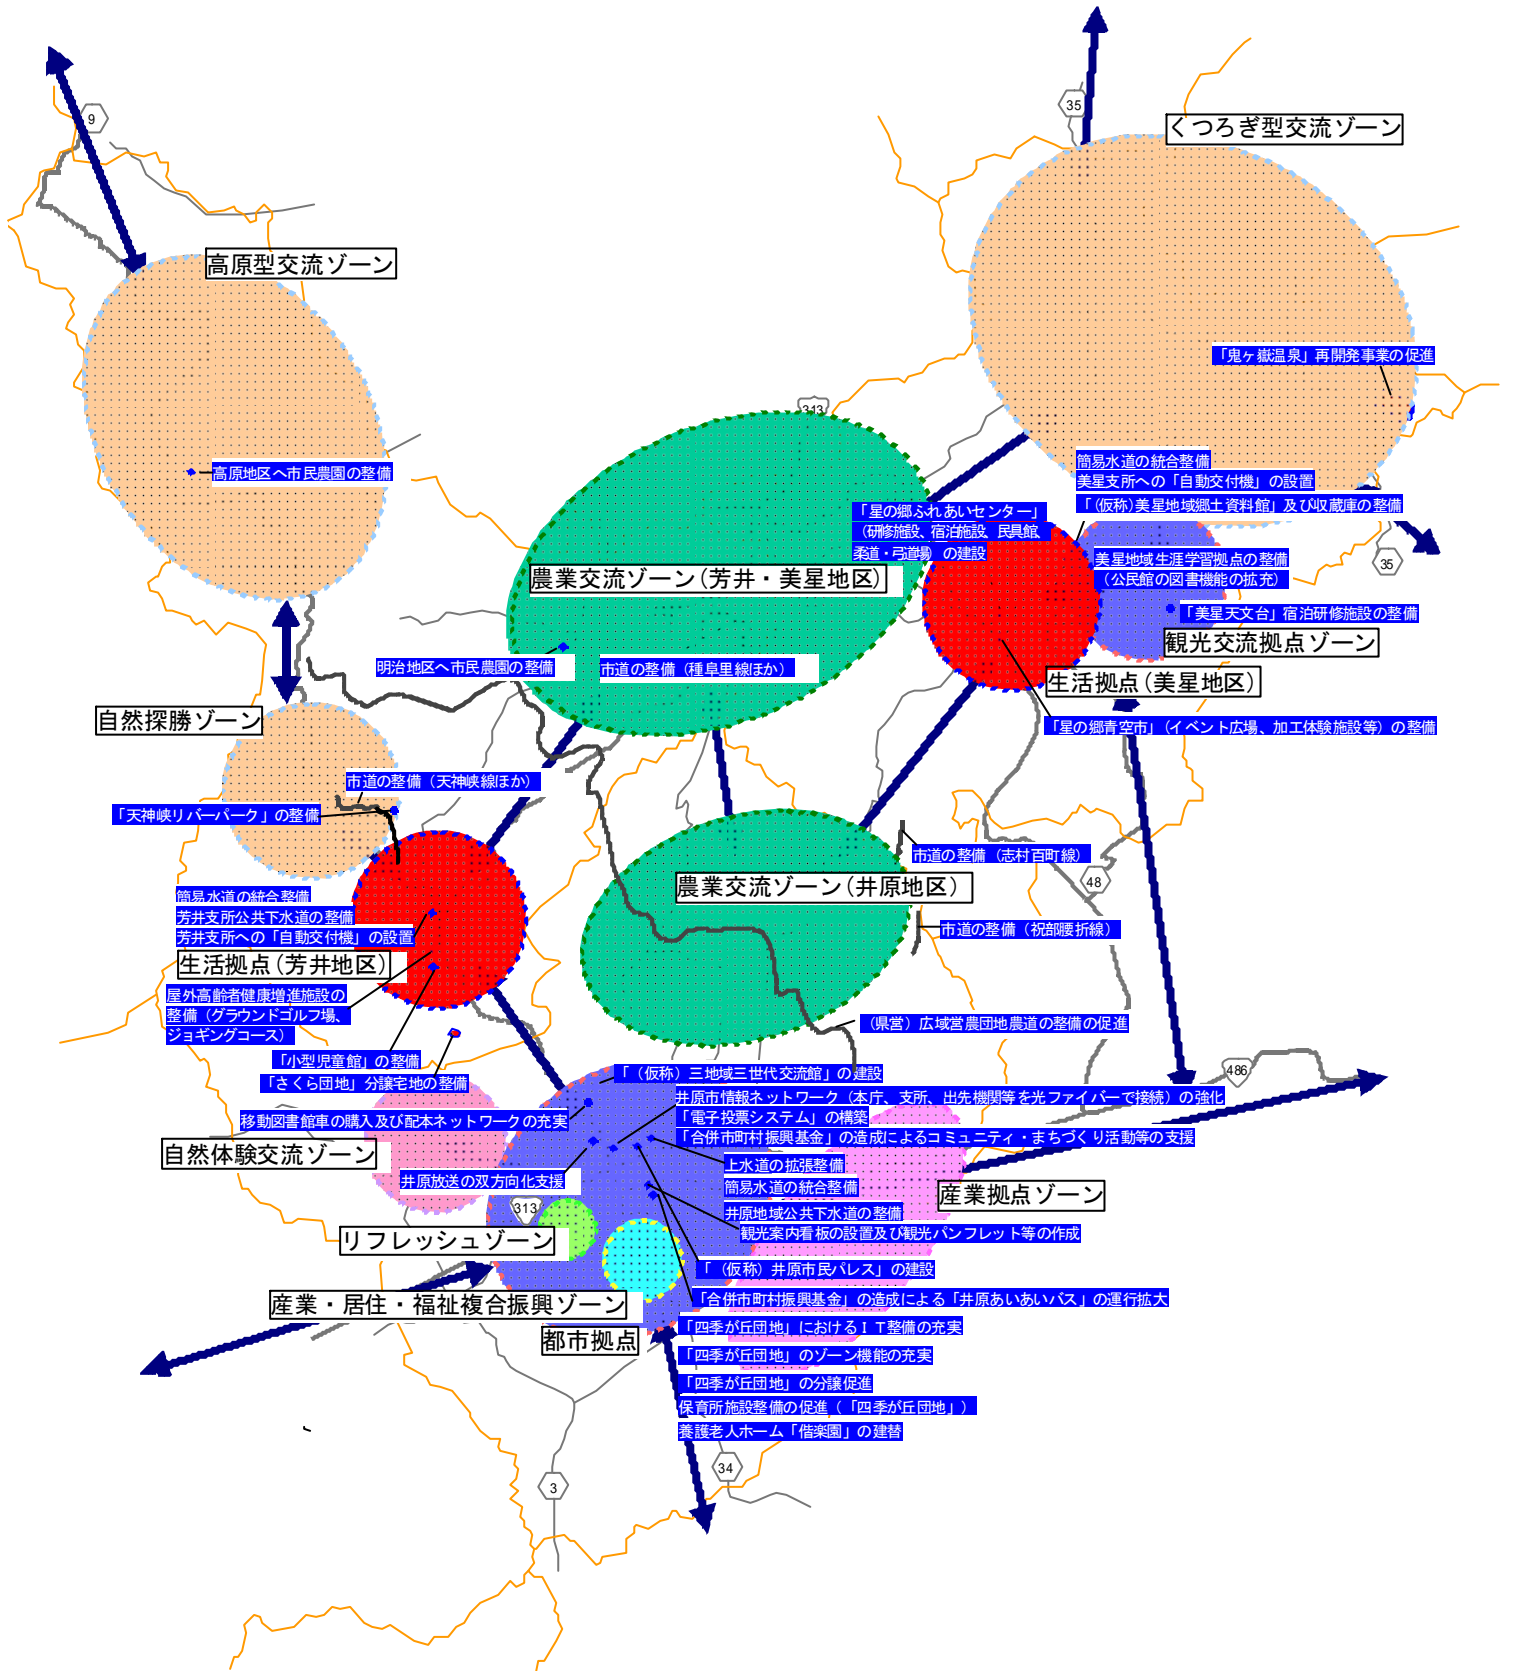 9
35
くつろぎ型交流ゾーン
高原型交流ゾーン
「鬼ヶ嶽温泉」再開発事業の促進
313
高原地区へ市民農園の整備
簡易水道の統合整備
美星支所への「自動交付機」の設置
「(仮称)美星地域郷土資料館」及び収蔵庫の整備
「星の郷ふれあいセンター」
(研修施設、宿泊施設、民具館、
柔道・弓道場)の建設
35
美星地域生涯学習拠点の整備
(公民館の図書機能の拡充)
農業交流ゾーン(芳井・美星地区)
「美星天文台」宿泊研修施設の整備
観光交流拠点ゾーン
明治地区へ市民農園の整備
市道の整備(種阜里線ほか)
生活拠点(美星地区)
自然探勝ゾーン
「星の郷青空市」(イベント広場、加工体験施設等)の整備
市道の整備(天神峡線ほか)
「天神峡リバーパーク」の整備
市道の整備(志村百町線)
48
農業交流ゾーン(井原地区)
簡易水道の統合整備
芳井支所公共下水道の整備
芳井支所への「自動交付機」の設置
市道の整備(祝部腰折線)
生活拠点(芳井地区)
屋外高齢者健康増進施設の
整備(グラウンドゴルフ場、
ジョギングコース)
(県営)広域営農団地農道の整備の促進
「小型児童館」の整備
「さくら団地」分譲宅地の整備
486
「(仮称)三地域三世代交流館」の建設
井原市情報ネットワーク(本庁、支所、出先機関等を光ファイバーで接続)の強化
移動図書館車の購入及び配本ネットワークの充実
「電子投票システム」の構築
「合併市町村振興基金」の造成によるコミュニティ・まちづくり活動等の支援
自然体験交流ゾーン
上水道の拡張整備
井原放送の双方向化支援
簡易水道の統合整備
産業拠点ゾーン
313
井原地域公共下水道の整備
観光案内看板の設置及び観光パンフレット等の作成
リフレッシュゾーン
「(仮称)井原市民パレス」の建設
「合併市町村振興基金」の造成による「井原あいあいバス」の運行拡大
産業・居住・福祉複合振興ゾーン
「四季が丘団地」におけるIT整備の充実
都市拠点
「四季が丘団地」のゾーン機能の充実
「四季が丘団地」の分譲促進
保育所施設整備の促進(「四季が丘団地」)
養護老人ホーム「偕楽園」の建替
34
3